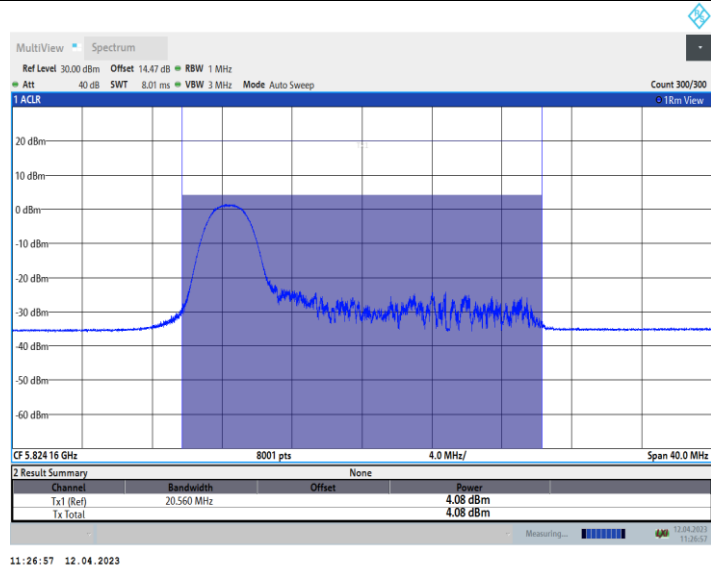 R S
MultiView Spectrum
Ref Level 30.00 dBm Offset 14.47 dB RBW 1 MHz
Att 40 dB SWT 8.01 ms VBW 3 MHz Mode Auto Sweep Count 300/300
1 ACLR 1Rm View
20 dBm
10 dBm
0 dBm
-10 dBm
-20 dBm
-30 dBm
-40 dBm
-50 dBm
-60 dBm
CF 5.824 16 GHz 8001 pts 4.0 MHz/ Span 40.0 MHz
2 Result Summary None
Channel Bandwidth Offset Power
Tx1 (Ref) 20.560 MHz 4.08 dBm
Tx Total 4.08 dBm
Measuring... 12.04.2023
11:26:57
11:26:57 12.04.2023